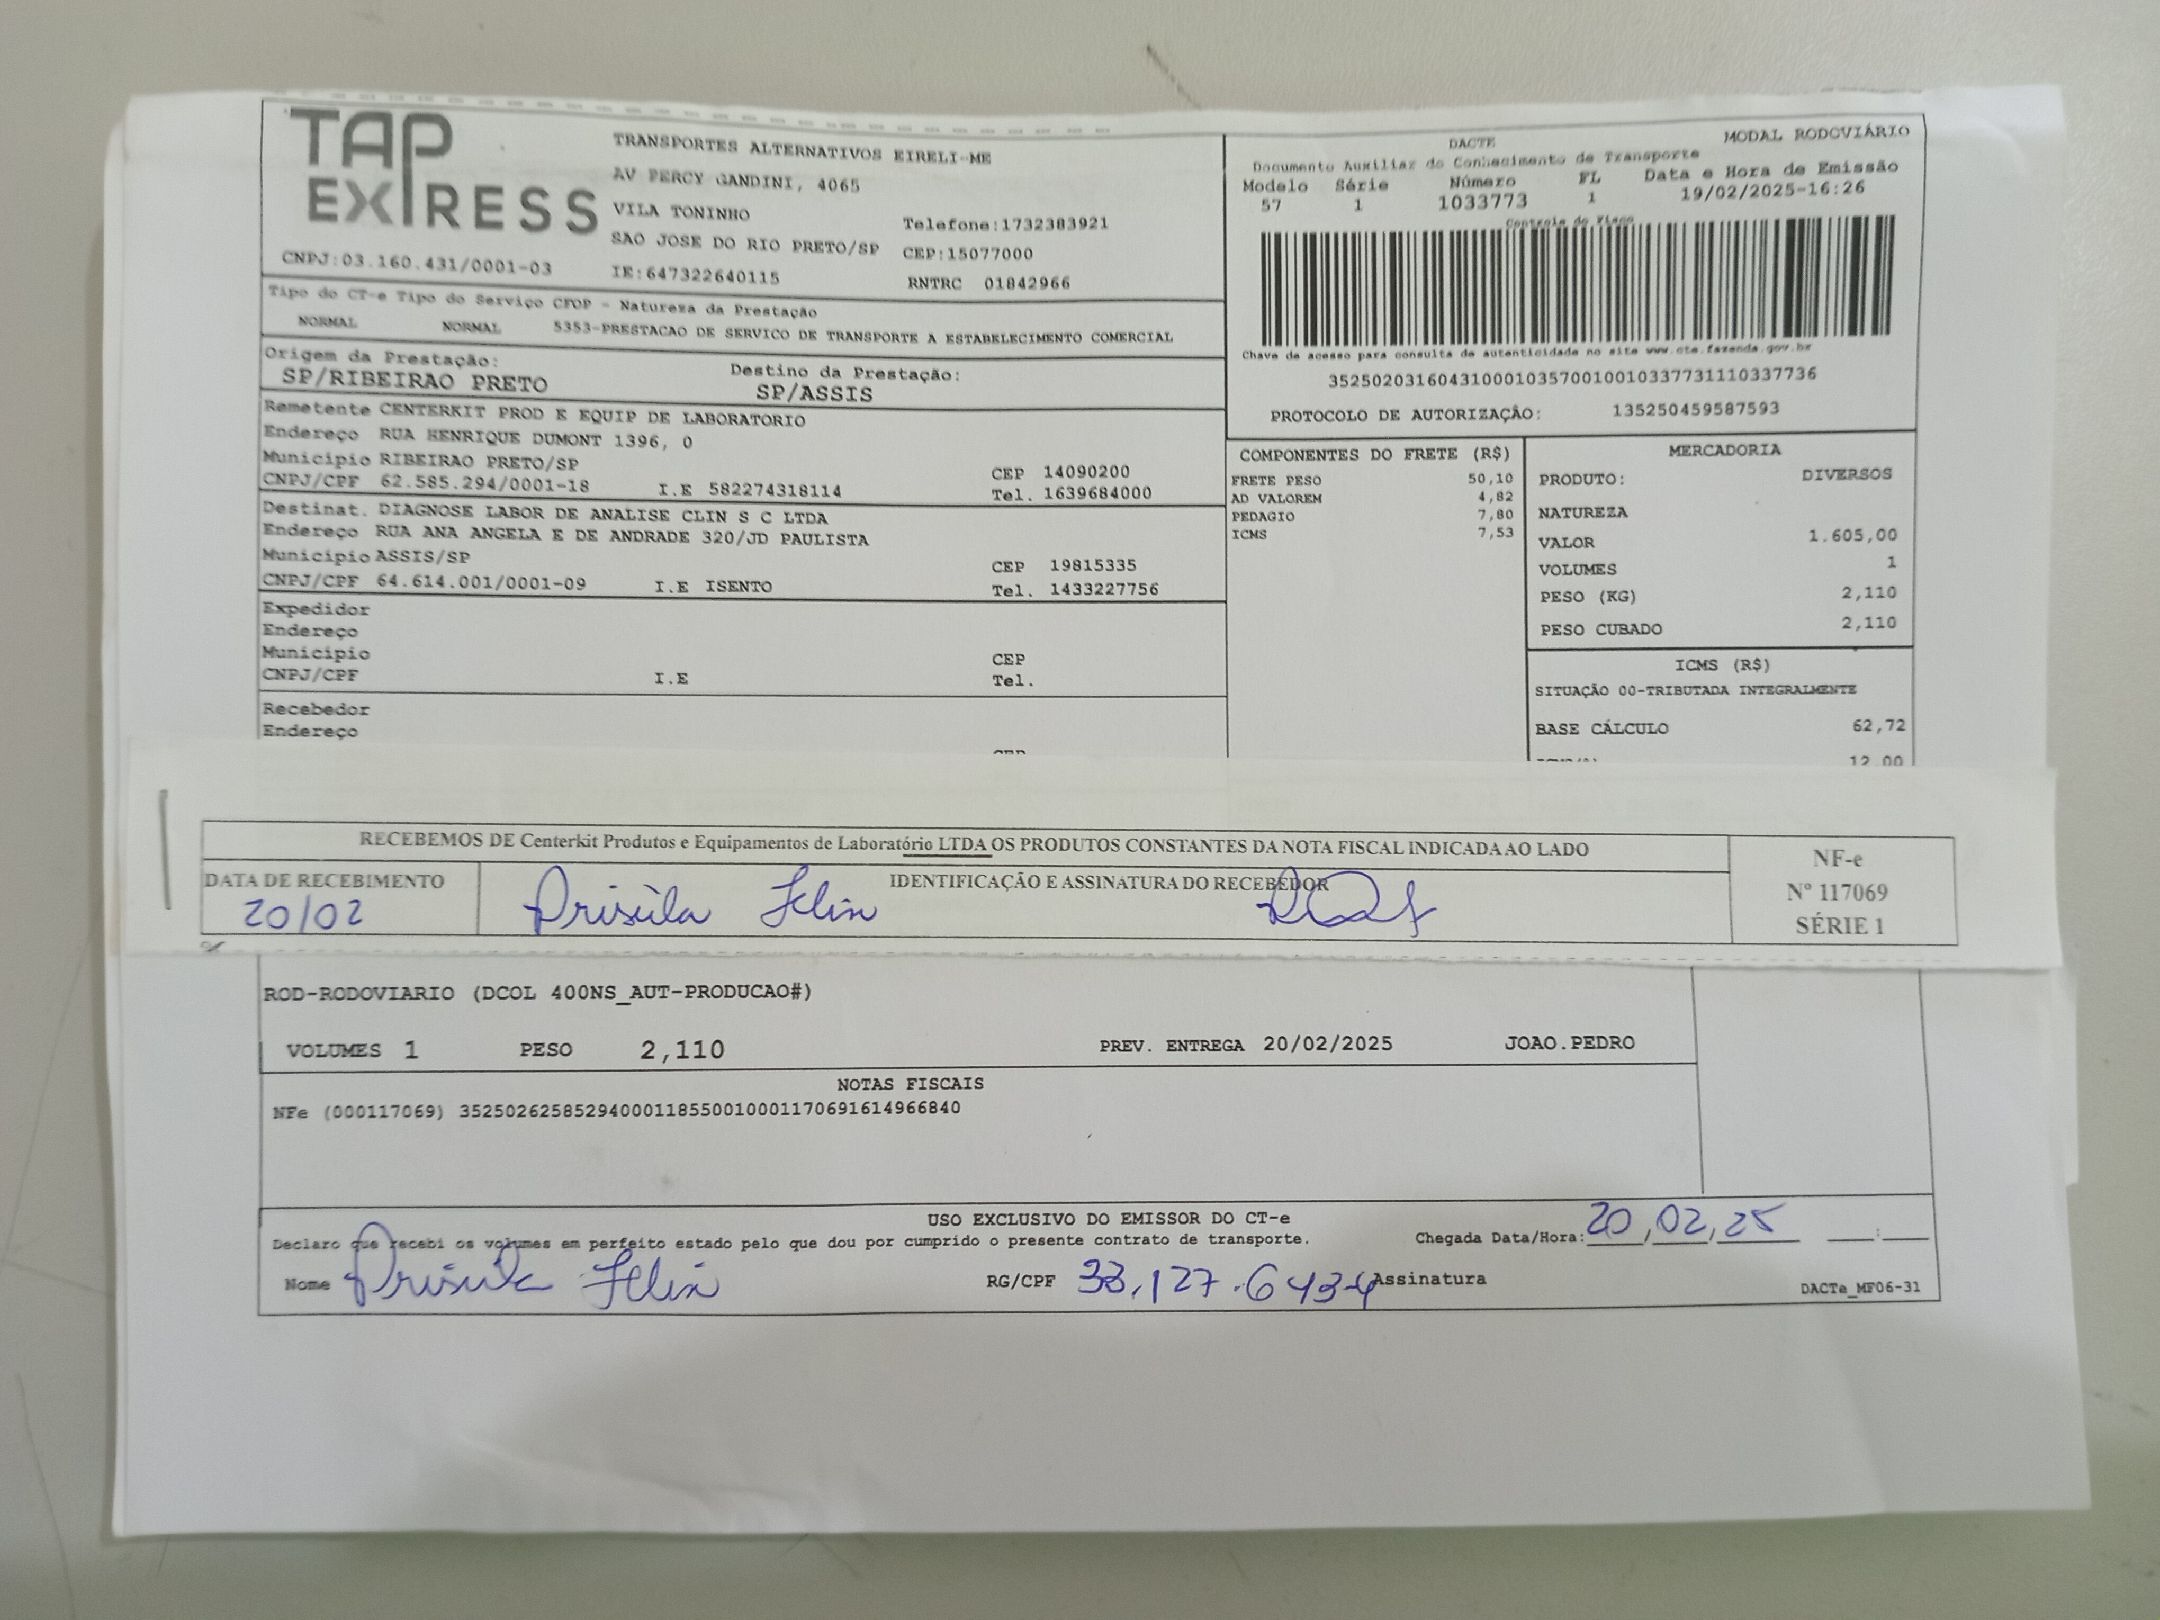 TAP EXPRESS
TRANSPORTES ALTERNATIVOS EIRELI-ME
AV PERCY GANDINI, 4065
VILA TONINHO
SAO JOSE DO RIO PRETO/SP
Telefone:1732383921
CEP:15077000
CNPJ:03.160.431/0001-03
IE:647322640115
RNTRC 01842966
DACTE
MODAL RODOVIÁRIO
Documento Auxiliar do Conhecimento de Transporte
Modelo Série Número FL Data e Hora de Emissão
57 1 1033773 1 19/02/2025-16:26
Controle do Fisco
Chave de acesso para consulta de autenticidade no site www.cte.fazenda.gov.br
35250203160431000103570010010337731110337736
PROTOCOLO DE AUTORIZAÇÃO: 135250459587593
Tipo do CT-e Tipo do Serviço CFOP - Natureza da Prestação
NORMAL NORMAL 5353-PRESTACAO DE SERVICO DE TRANSPORTE A ESTABELECIMENTO COMERCIAL
Origem da Prestação: Destino da Prestação:
SP/RIBEIRAO PRETO SP/ASSIS
Remetente CENTERKIT PROD E EQUIP DE LABORATORIO
Endereço RUA HENRIQUE DUMONT 1396, 0
Município RIBEIRAO PRETO/SP CEP 14090200
CNPJ/CPF 62.585.294/0001-18 I.E 582274318114 Tel. 1639684000
Destinat. DIAGNOSE LABOR DE ANALISE CLIN S C LTDA
Endereço RUA ANA ANGELA E DE ANDRADE 320/JD PAULISTA
Município ASSIS/SP CEP 19815335
CNPJ/CPF 64.614.001/0001-09 I.E ISENTO Tel. 1433227756
Expedidor
Endereço
Município CEP
CNPJ/CPF I.E Tel.
Recebedor
Endereço
CEP
COMPONENTES DO FRETE (R$)
FRETE PESO 50,10
AD VALOREM 4,82
PEDAGIO 7,80
ICMS 7,53
MERCADORIA
PRODUTO: DIVERSOS
NATUREZA
VALOR 1.605,00
VOLUMES 1
PESO (KG) 2,110
PESO CUBADO 2,110
ICMS (R$)
SITUAÇÃO 00-TRIBUTADA INTEGRALMENTE
BASE CÁLCULO 62,72
12,00
RECEBEMOS DE Centerkit Produtos e Equipamentos de Laboratório LTDA OS PRODUTOS CONSTANTES DA NOTA FISCAL INDICADA AO LADO
DATA DE RECEBIMENTO IDENTIFICAÇÃO E ASSINATURA DO RECEBEDOR
20/02 Priscila Felix
NF-e
Nº 117069
SÉRIE 1
ROD-RODOVIARIO (DCOL 400NS_AUT-PRODUCAO#)
VOLUMES 1 PESO 2,110 PREV. ENTREGA 20/02/2025 JOAO.PEDRO
NOTAS FISCAIS
NFe (000117069) 35250262585294000118550010001170691614966840
USO EXCLUSIVO DO EMISSOR DO CT-e
Declaro que recebi os volumes em perfeito estado pelo que dou por cumprido o presente contrato de transporte.
Chegada Data/Hora: 20,02,25 :
Nome Priscila Felix RG/CPF 33.127.643-4 Assinatura
DACTe_MF06-31